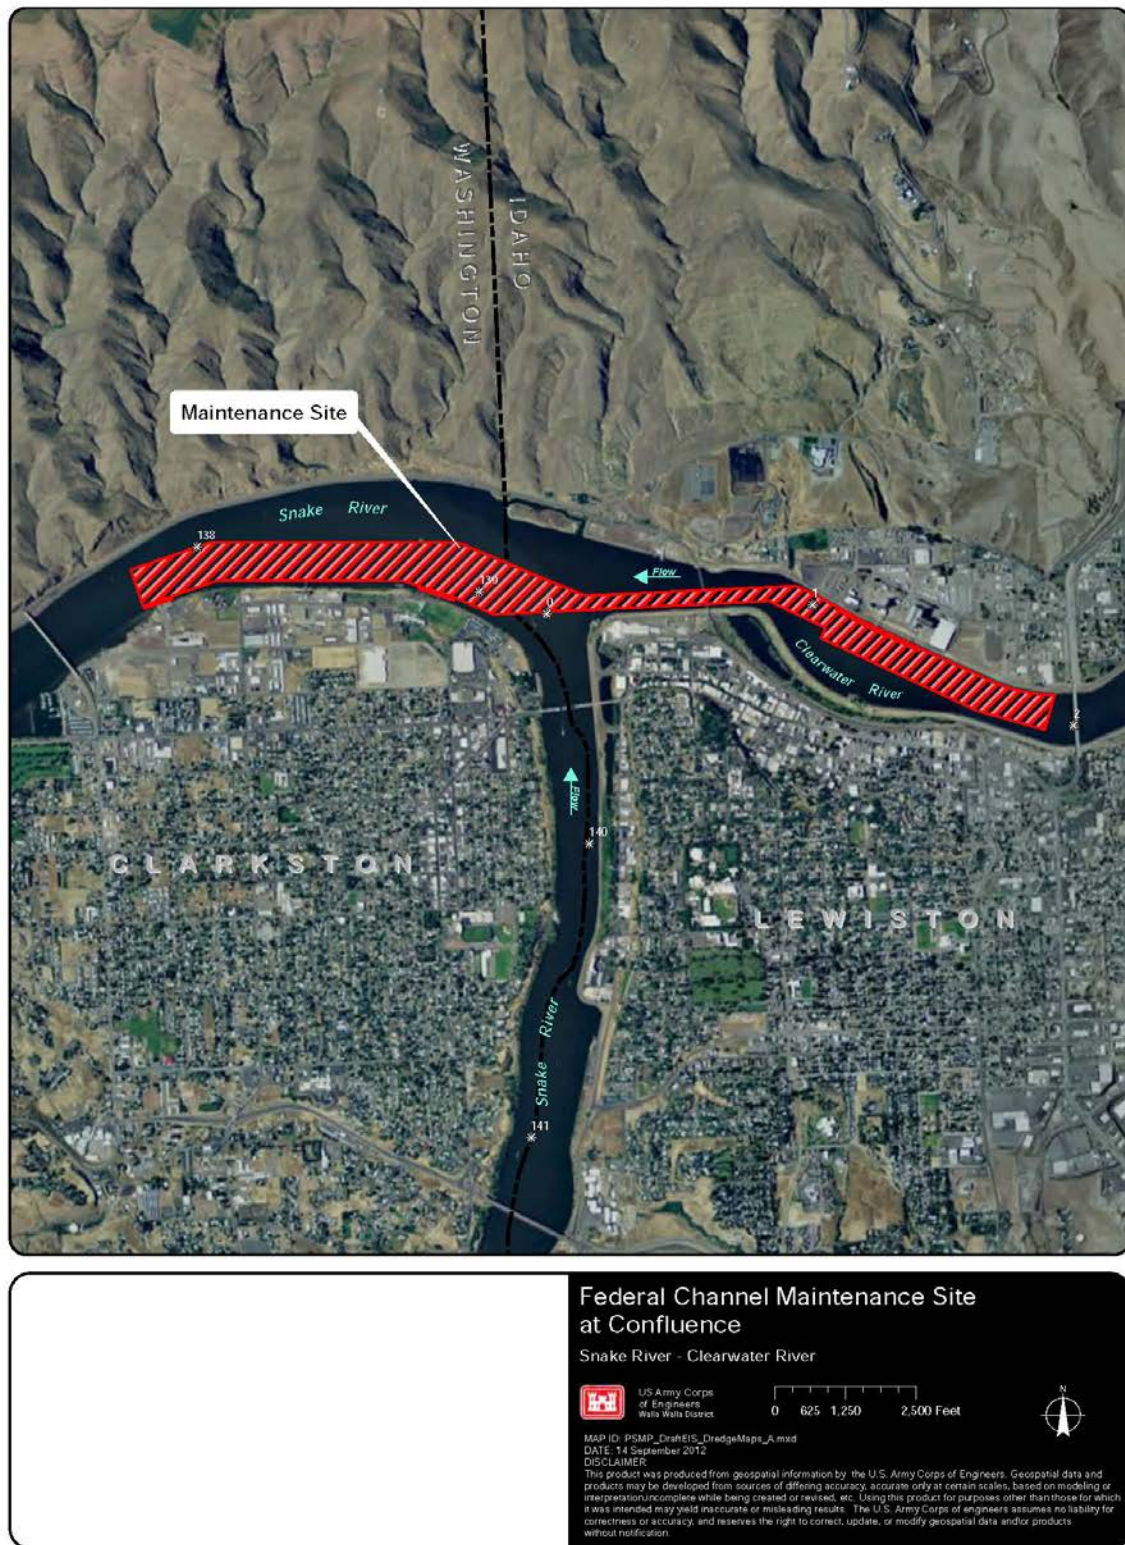 WASHINGTON
IDAHO
Maintenance Site
Snake River
138
139
0
Flow
1
Clearwater River
2
Flow
140
CLARKSTON
LEWISTON
Snake River
141
Federal Channel Maintenance Site
at Confluence
Snake River - Clearwater River
US Army Corps
of Engineers
Walla Walla District
0 625 1,250 2,500 Feet
N
MAP ID: PSMP_DraftEIS_DredgeMaps_A.mxd
DATE: 14 September 2012
DISCLAIMER
This product was produced from geospatial information by the U.S. Army Corps of Engineers. Geospatial data and
products may be developed from sources of differing accuracy, accurate only at certain scales, based on modeling or
interpretation,incomplete while being created or revised, etc. Using this product for purposes other than those for which
it was intended may yield inaccurate or misleading results. The U.S. Army Corps of engineers assumes no liability for
correctness or accuracy, and reserves the right to correct, update, or modify geospatial data and/or products
without notification.